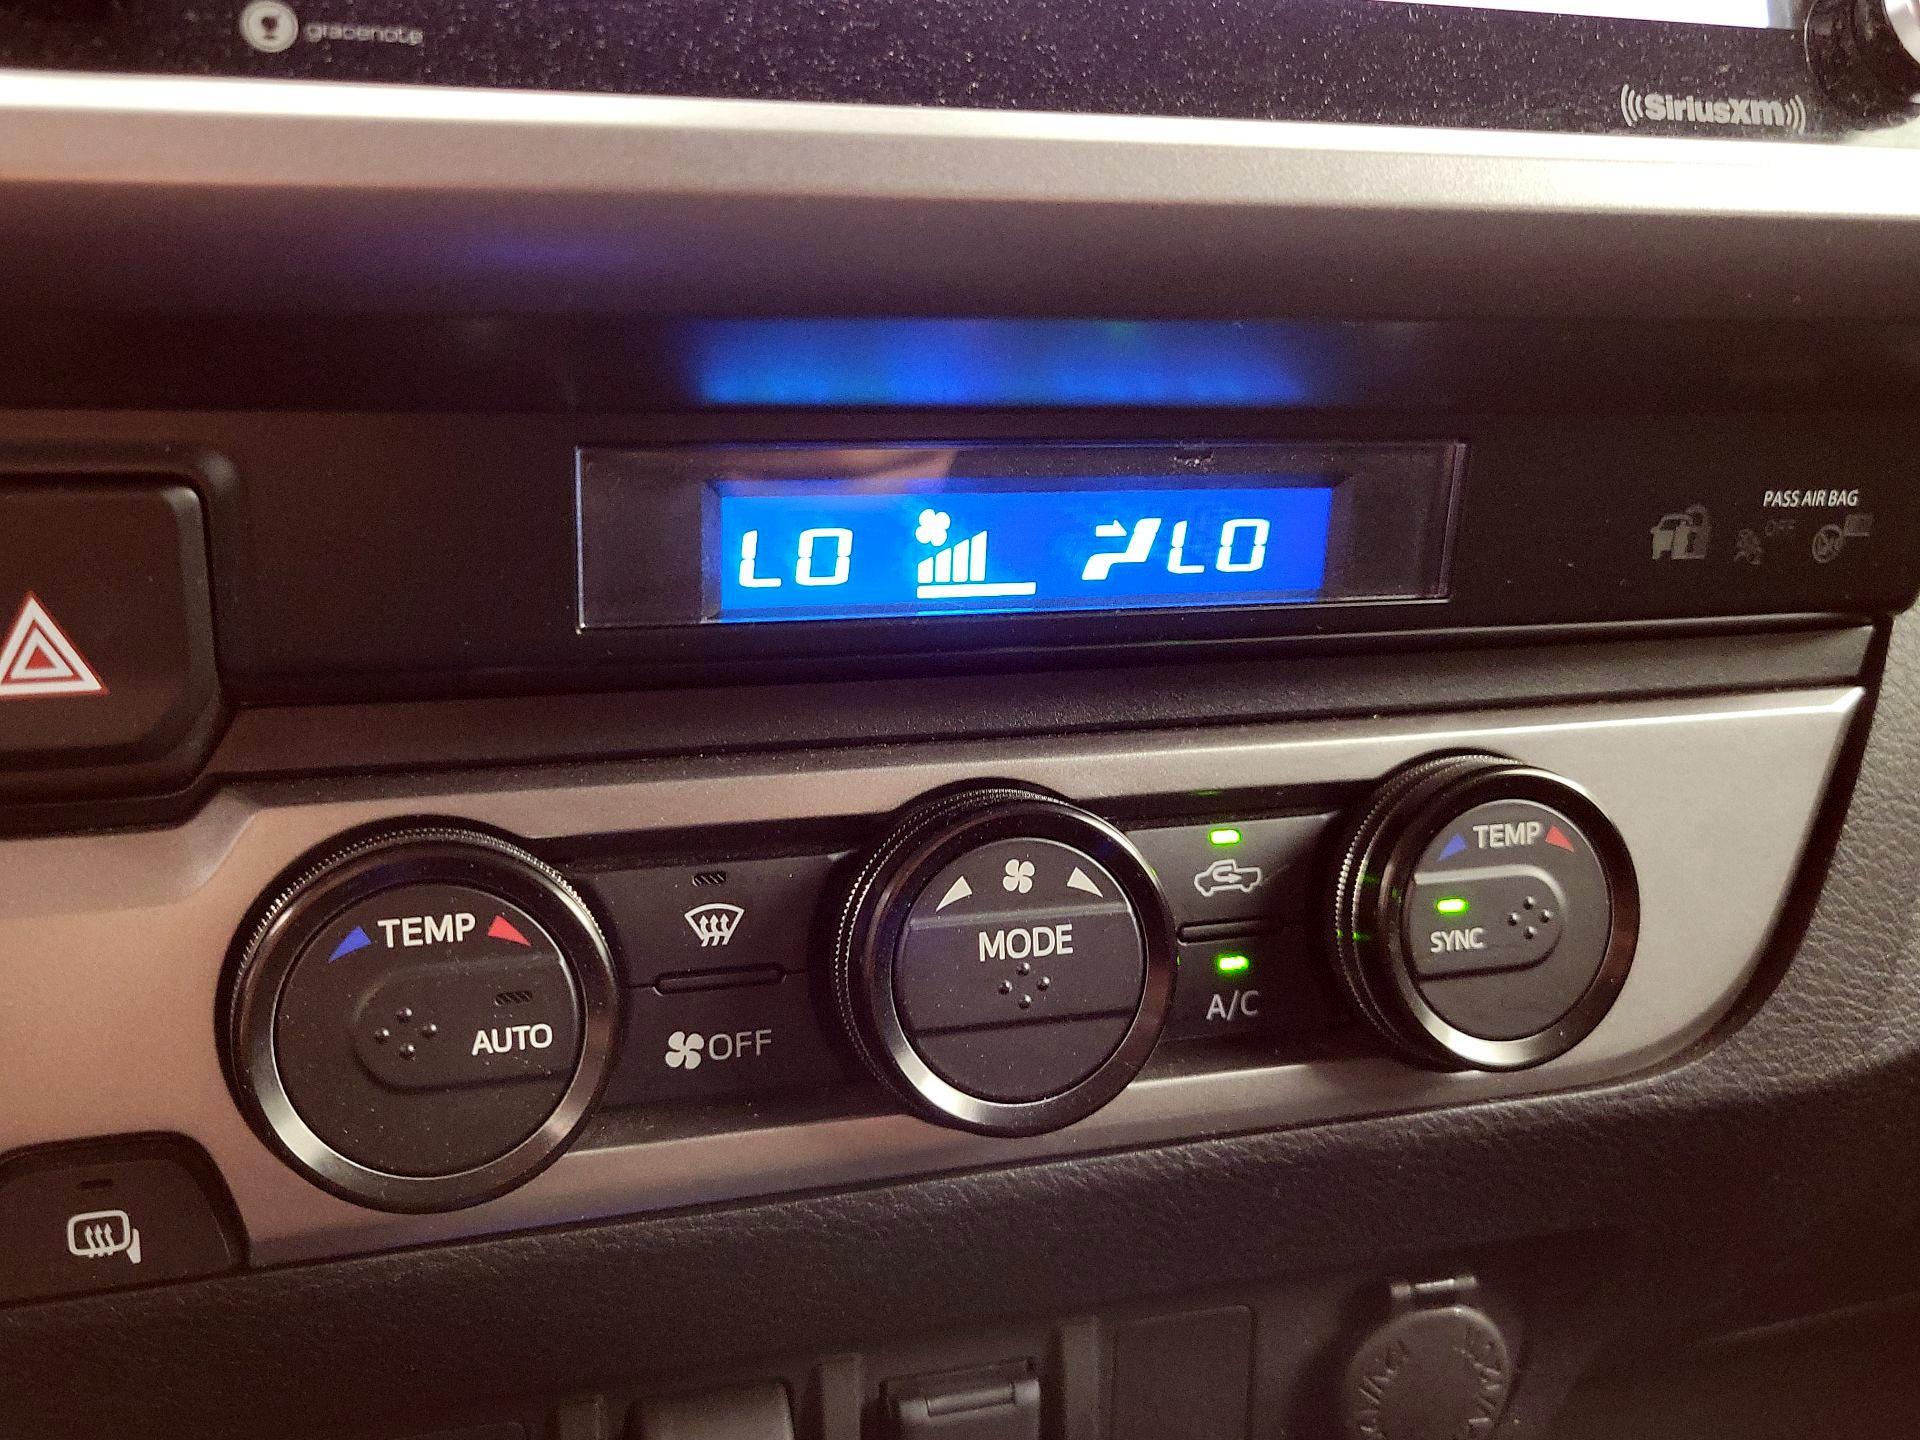 gracenote
SiriusXM
PASS AIR BAG
OFF
LO
LO
TEMP
AUTO
OFF
MODE
A/C
TEMP
SYNC